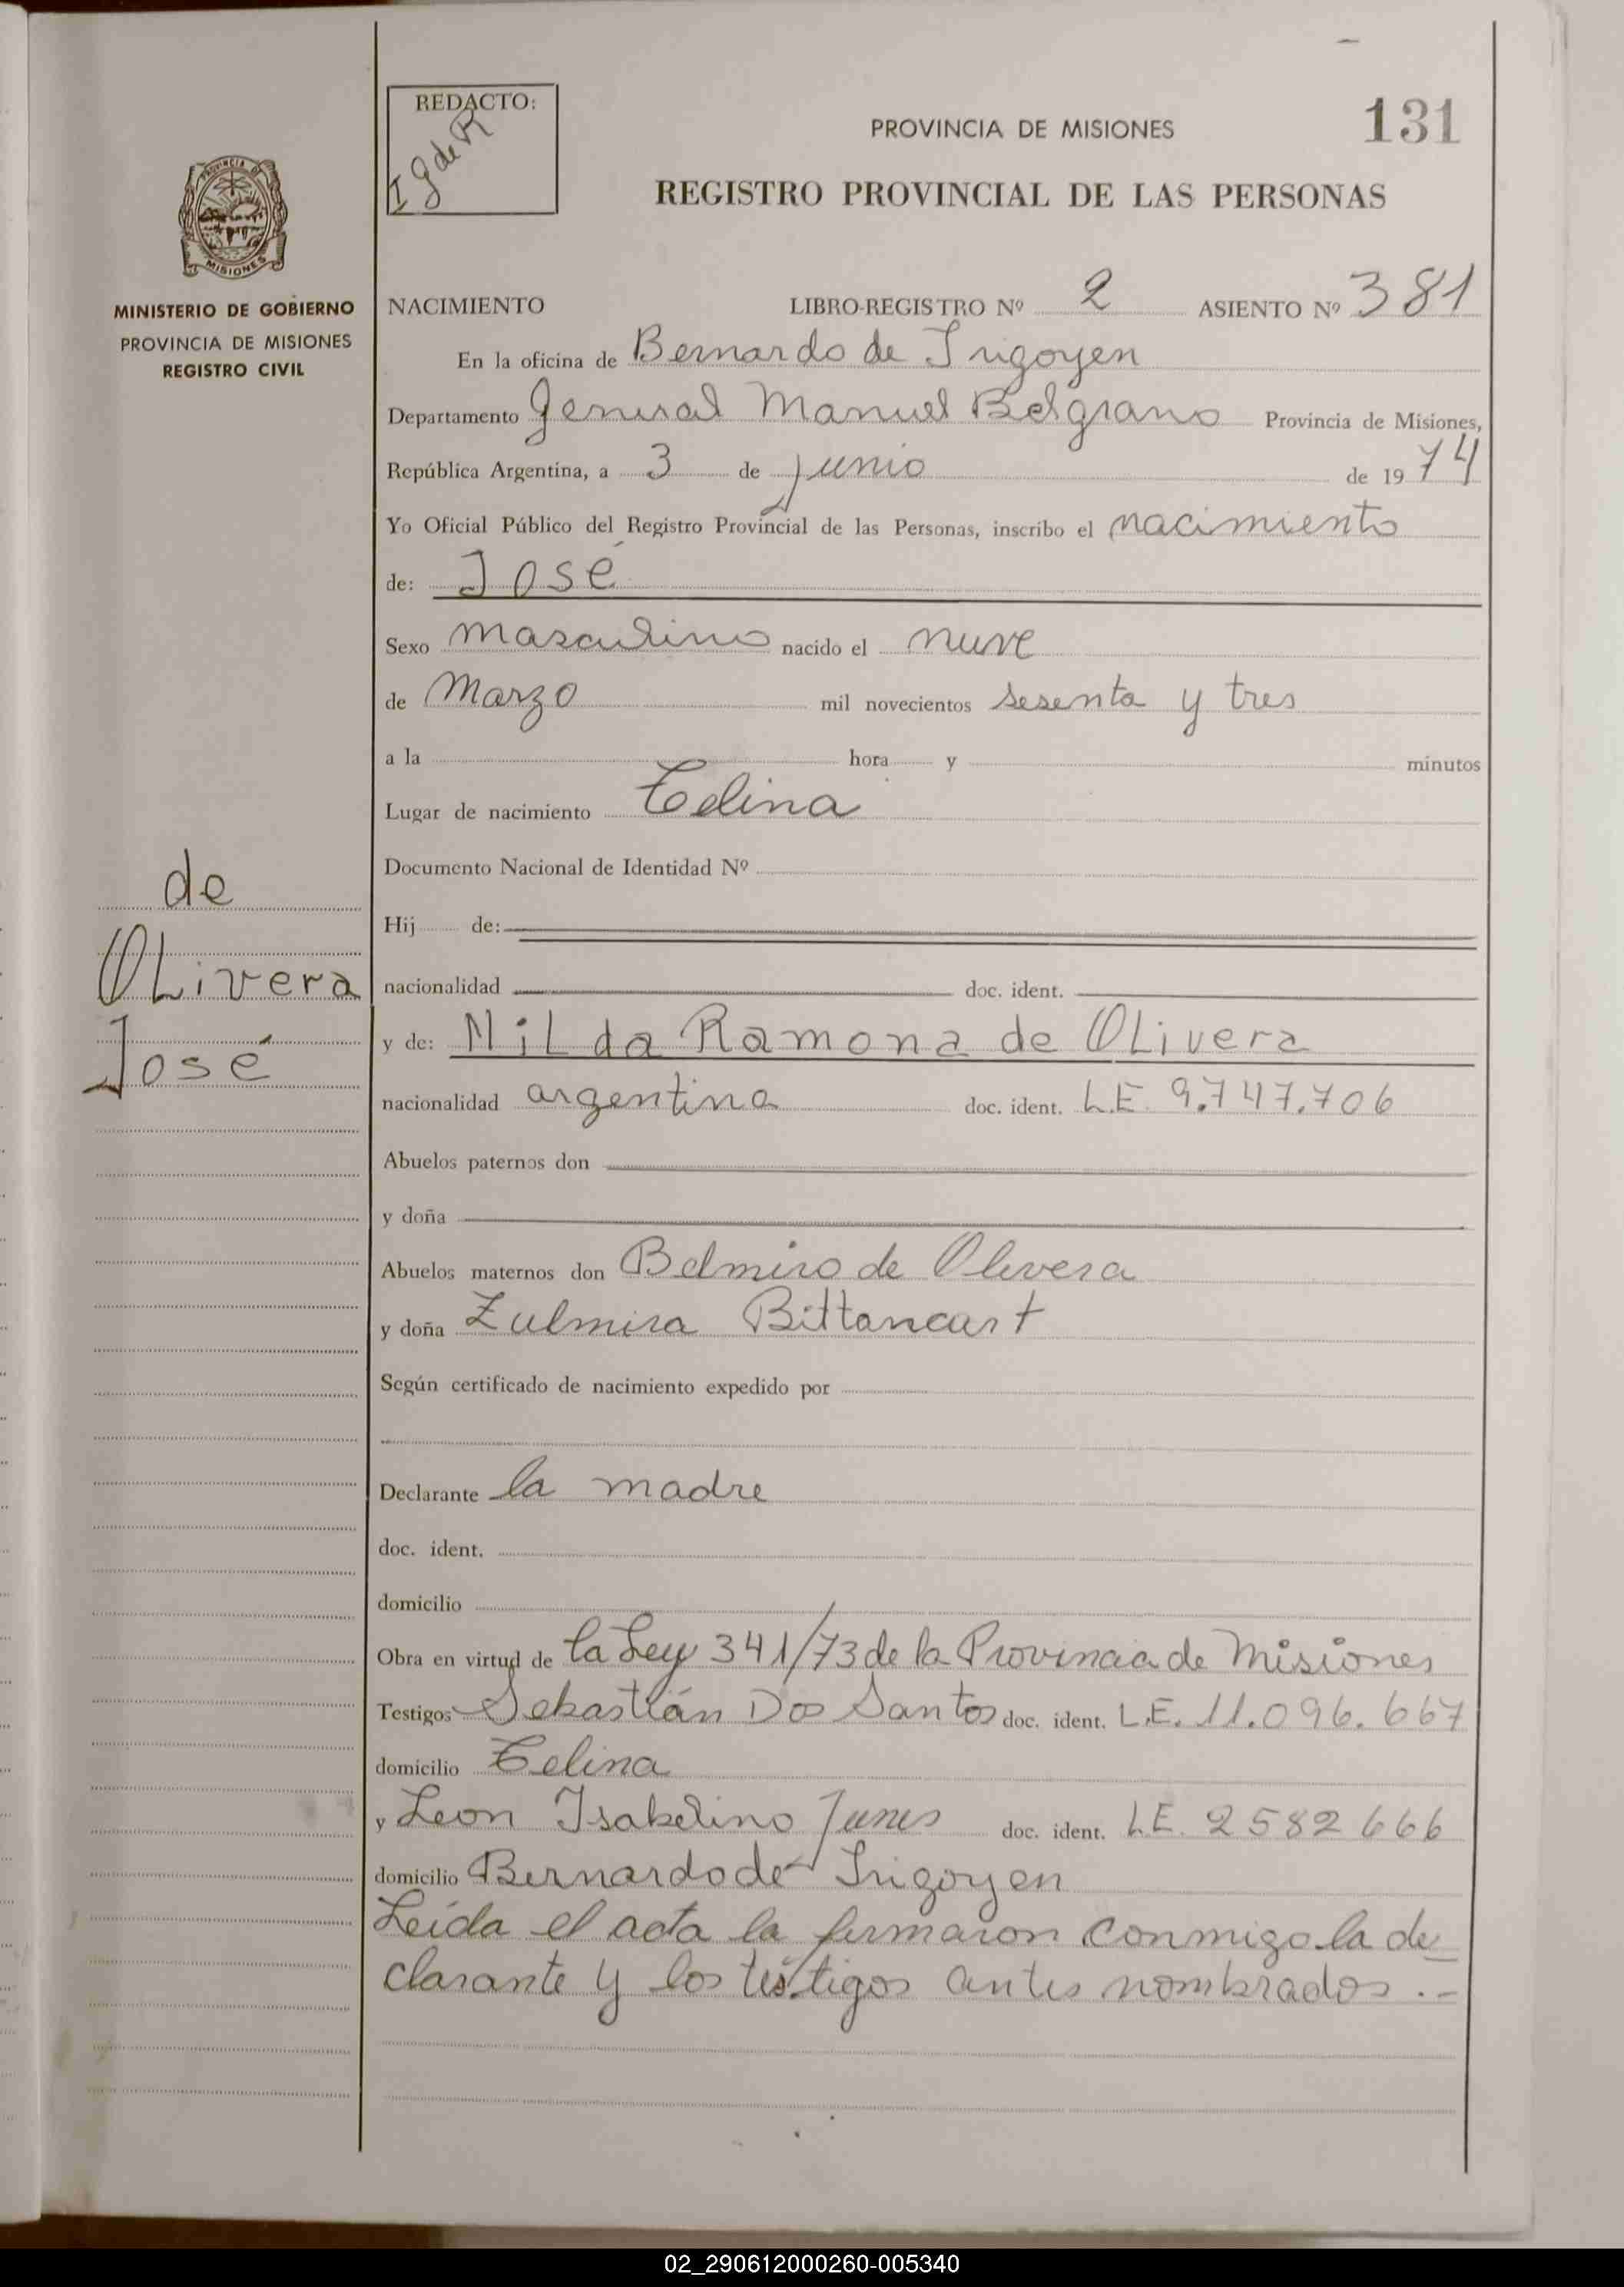 REDACTO:
I g de R
PROVINCIA DE MISIONES
131
REGISTRO PROVINCIAL DE LAS PERSONAS
PROVINCIA DE
MISIONES
MINISTERIO DE GOBIERNO
PROVINCIA DE MISIONES
REGISTRO CIVIL
NACIMIENTO LIBRO-REGISTRO Nº 2 ASIENTO Nº 381
En la oficina de Bernardo de Irigoyen
Departamento General Manuel Belgrano Provincia de Misiones,
República Argentina, a 3 de junio de 1974
Yo Oficial Público del Registro Provincial de las Personas, inscribo el nacimiento
de: José
Sexo masculino nacido el nueve
de Marzo mil novecientos sesenta y tres
a la hora y minutos
Lugar de nacimiento Celina
Documento Nacional de Identidad Nº
Hij de:
nacionalidad doc. ident.
de
OLivera
José
y de: NiLda Ramona de OLivera
nacionalidad argentina doc. ident. L.E. 9.747.706
Abuelos paternos don
y doña
Abuelos maternos don Belmiro de Olivera
y doña Zulmira Bittancurt
Según certificado de nacimiento expedido por
Declarante la madre
doc. ident.
domicilio
Obra en virtud de la Ley 341/73 de la Provincia de Misiones
Testigos Sebastián Dos Santos doc. ident. L.E. 11.096.667
domicilio Celina
y Leon Isabelino doc. ident. L.E. 2582666
domicilio Bernardo de Irigoyen
Leída el acta la firmaron conmigo la de
clarante y los testigos antes nombrados.-
02_290612000260-005340